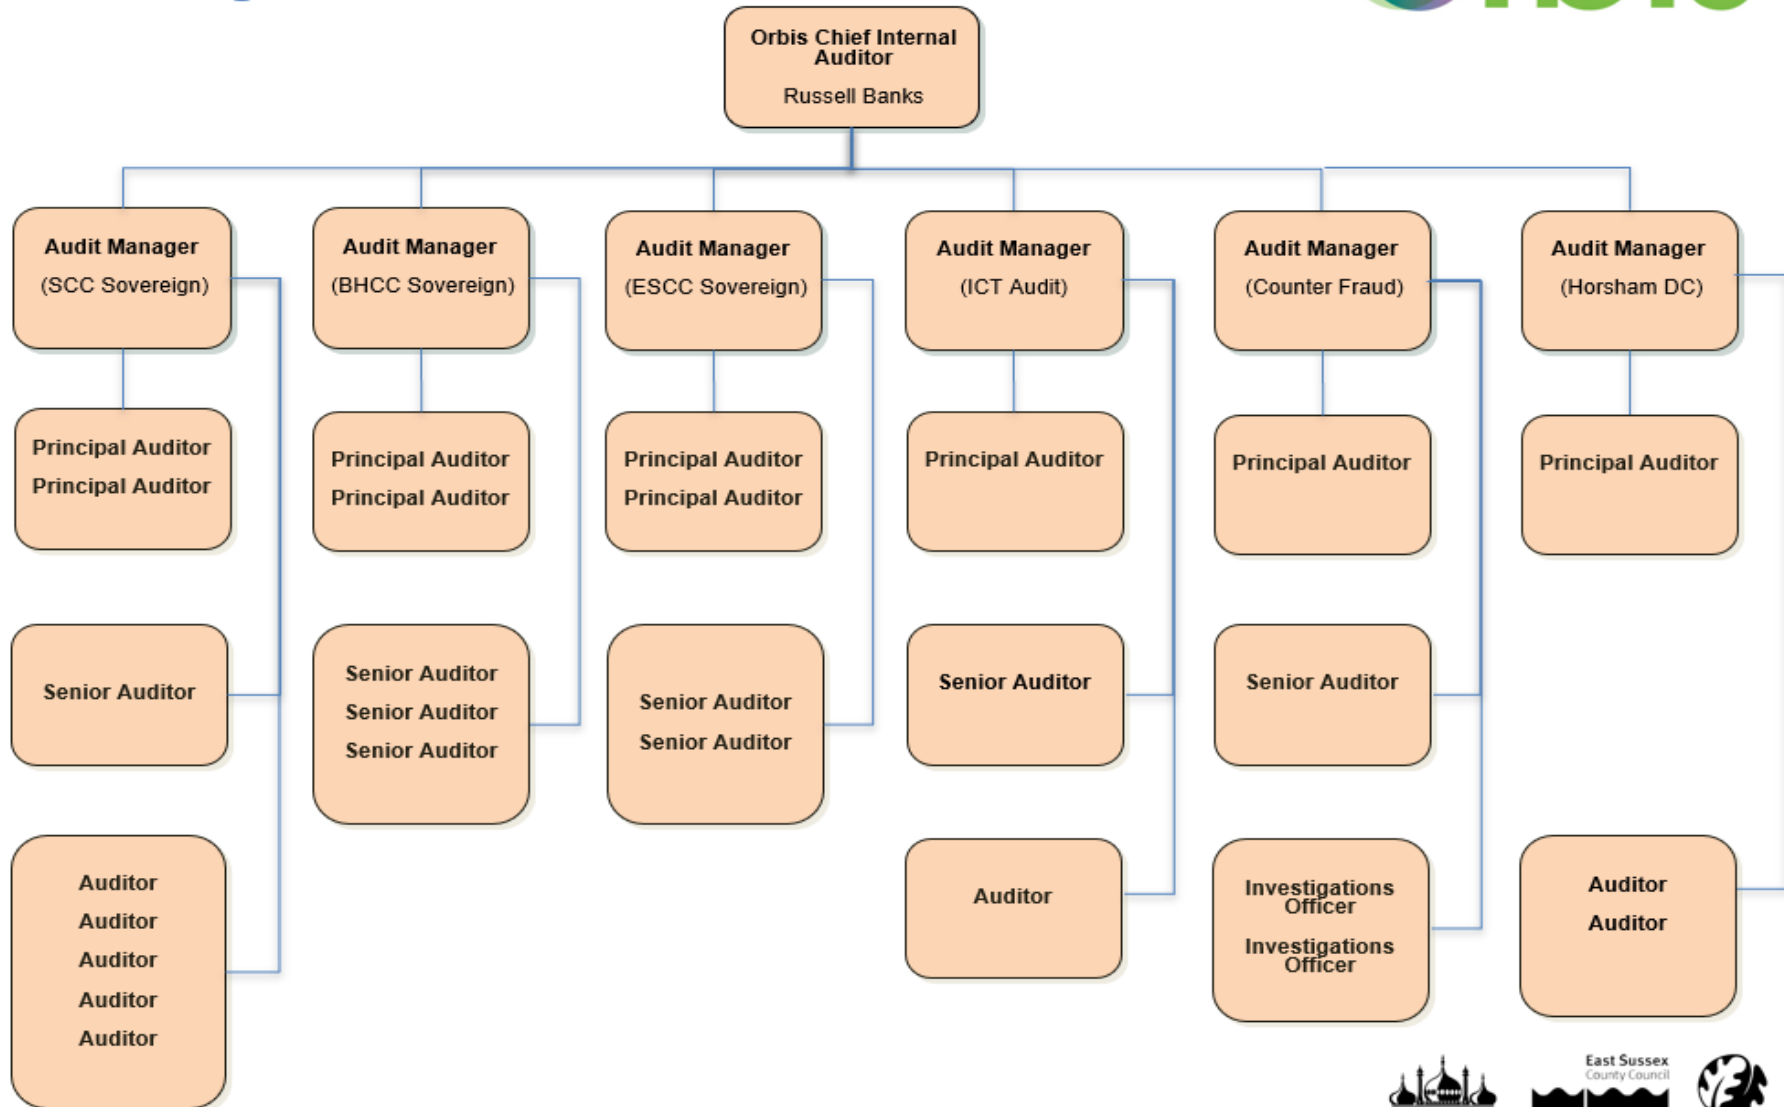 Orbis Chief Internal
Auditor
Russell Banks
Audit Manager
(SCC Sovereign)
Audit Manager
(BHCC Sovereign)
Audit Manager
(ESCC Sovereign)
Audit Manager
(ICT Audit)
Audit Manager
(Counter Fraud)
Audit Manager
(Horsham DC)
Principal Auditor
Principal Auditor
Principal Auditor
Principal Auditor
Principal Auditor
Principal Auditor
Principal Auditor
Principal Auditor
Principal Auditor
Senior Auditor
Senior Auditor
Senior Auditor
Senior Auditor
Senior Auditor
Senior Auditor
Senior Auditor
Senior Auditor
Auditor
Auditor
Auditor
Auditor
Auditor
Auditor
Investigations
Officer
Investigations
Officer
Auditor
Auditor
East Sussex
County Council